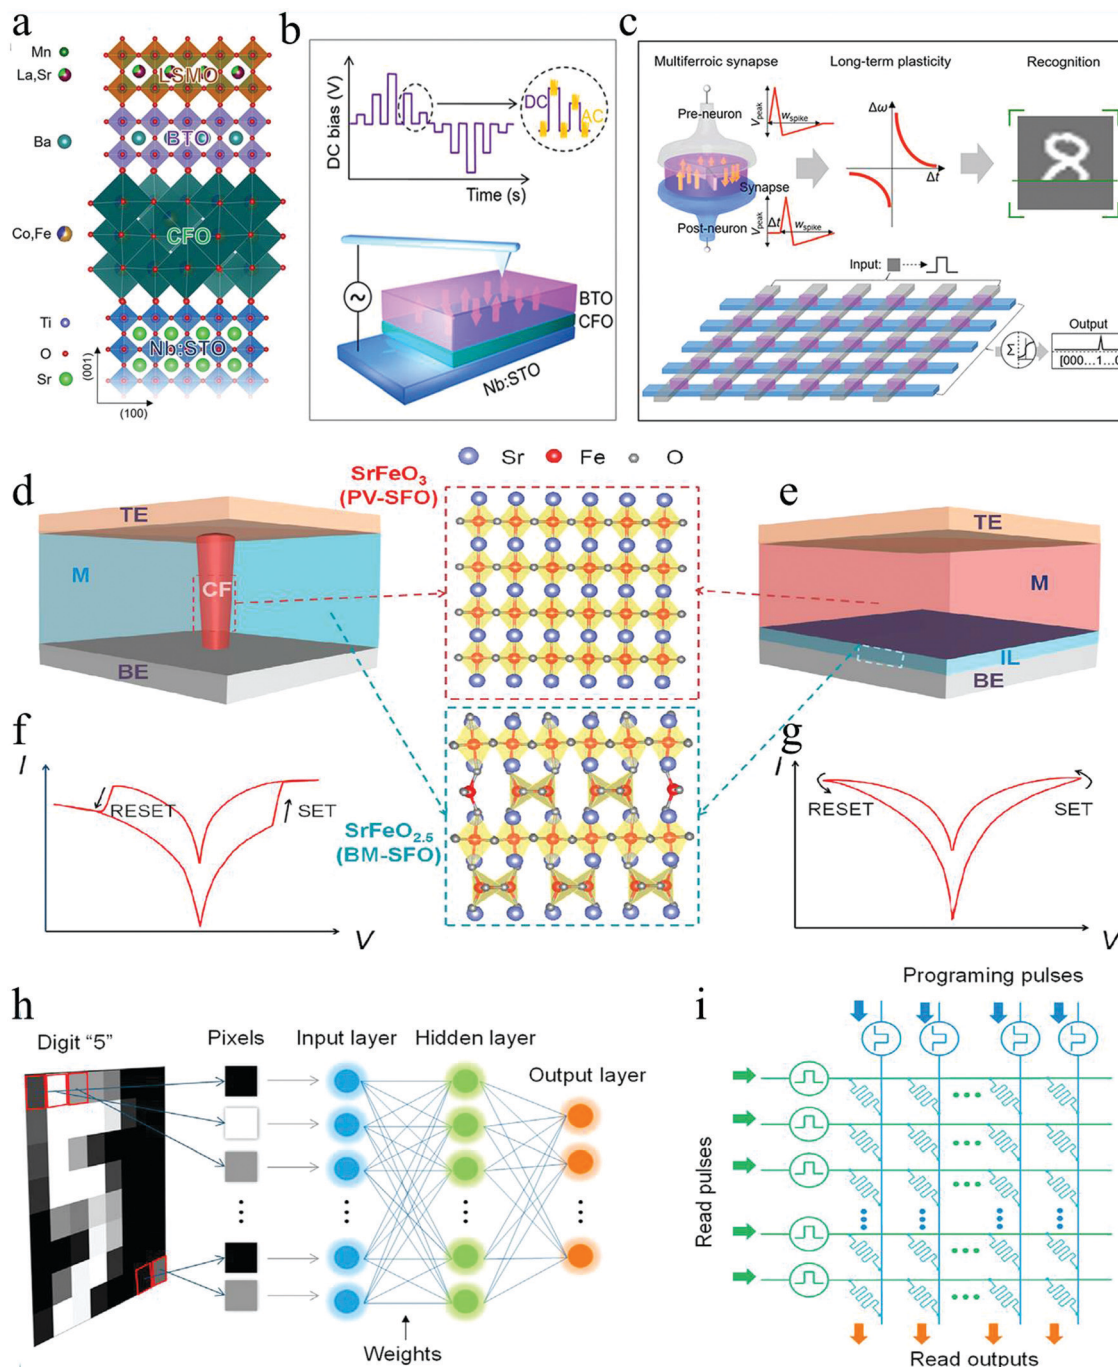 a
Mn
La,Sr
LSMO
Ba
BTO
Co,Fe
CFO
Ti
O
Sr
Nb:STO
(001)
(100)
b
DC bias (V)
DC
AC
Time (s)
BTO
CFO
Nb:STO
c
Multiferroic synapse
Long-term plasticity
Recognition
Pre-neuron
Vpeak
wspike
Δω
Δt
Synapse
Post-neuron
Vpeak
Δt
wspike
Input:
Σ
Output
[000...1...0
d
TE
M
CF
BE
Sr Fe O
SrFeO3
(PV-SFO)
SrFeO2.5
(BM-SFO)
e
TE
M
IL
BE
f
I
RESET
SET
V
g
I
RESET
SET
V
h
Digit “5”
Pixels
Input layer
Hidden layer
Output layer
Weights
i
Programing pulses
Read pulses
Read outputs